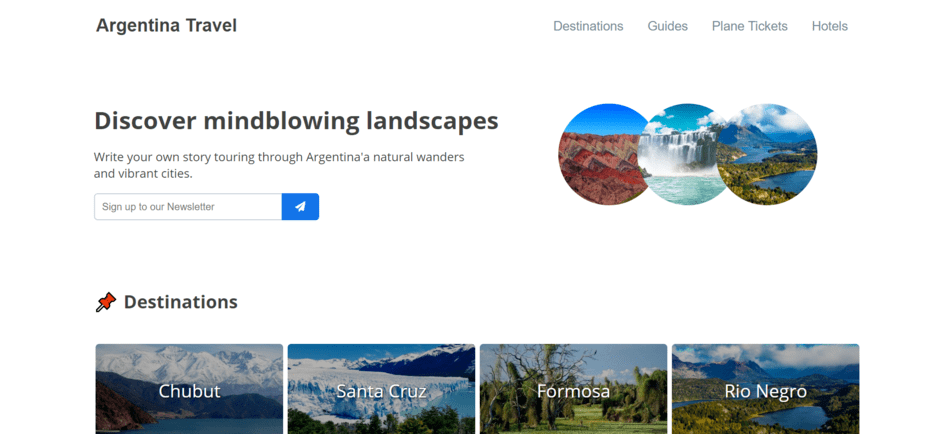 Argentina Travel
Destinations Guides Plane Tickets Hotels
Discover mindblowing landscapes
Write your own story touring through Argentina'a natural wanders
and vibrant cities.
Sign up to our Newsletter
Destinations
Chubut Santa Cruz Formosa Rio Negro